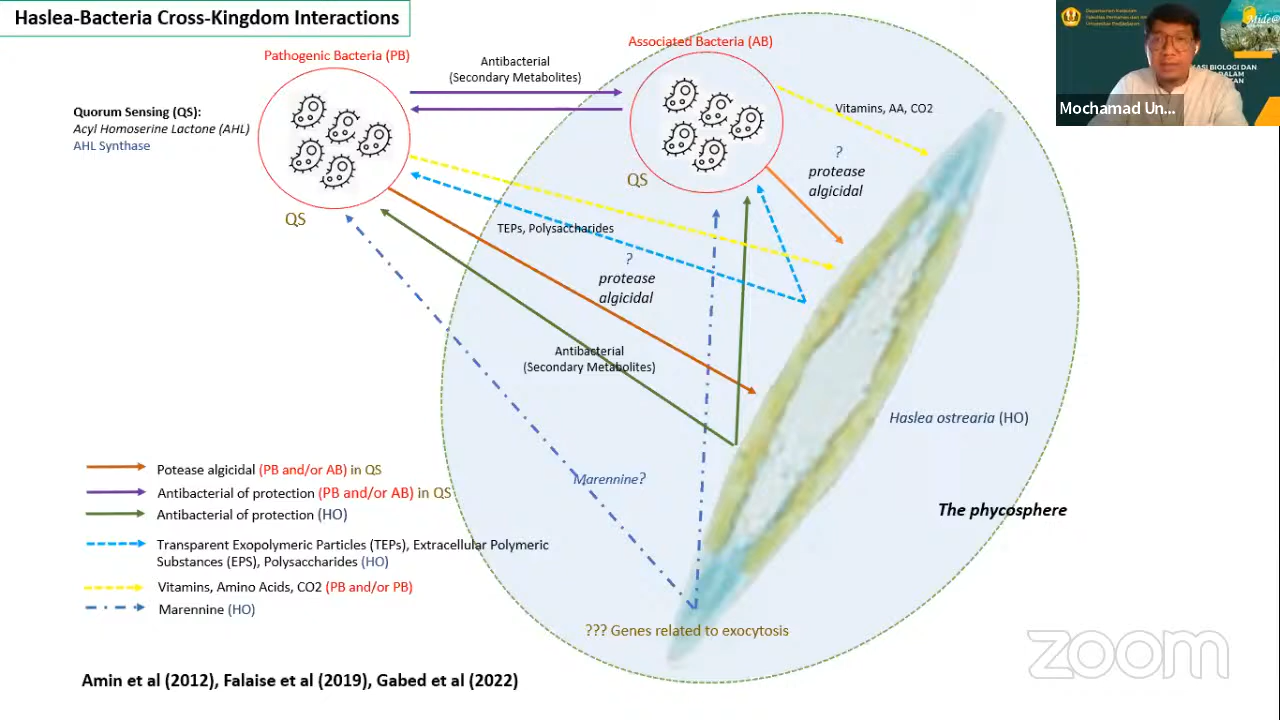 Haslea-Bacteria Cross-Kingdom Interactions
Pathogenic Bacteria (PB)
Associated Bacteria (AB)
Antibacterial
(Secondary Metabolites)
Quorum Sensing (QS):
Acyl Homoserine Lactone (AHL)
AHL Synthase
Vitamins, AA, CO2
?
protease
algicidal
QS
QS
TEPs, Polysaccharides
?
protease
algicidal
Antibacterial
(Secondary Metabolites)
Haslea ostrearia (HO)
Marennine?
The phycosphere
Potease algicidal (PB and/or AB) in QS
Antibacterial of protection (PB and/or AB) in QS
Antibacterial of protection (HO)
Transparent Exopolymeric Particles (TEPs), Extracellular Polymeric
Substances (EPS), Polysaccharides (HO)
Vitamins, Amino Acids, CO2 (PB and/or PB)
Marennine (HO)
??? Genes related to exocytosis
Amin et al (2012), Falaise et al (2019), Gabed et al (2022)
zoom
Mochamad Un...
KASI BIOLOGI DAN
DALAM